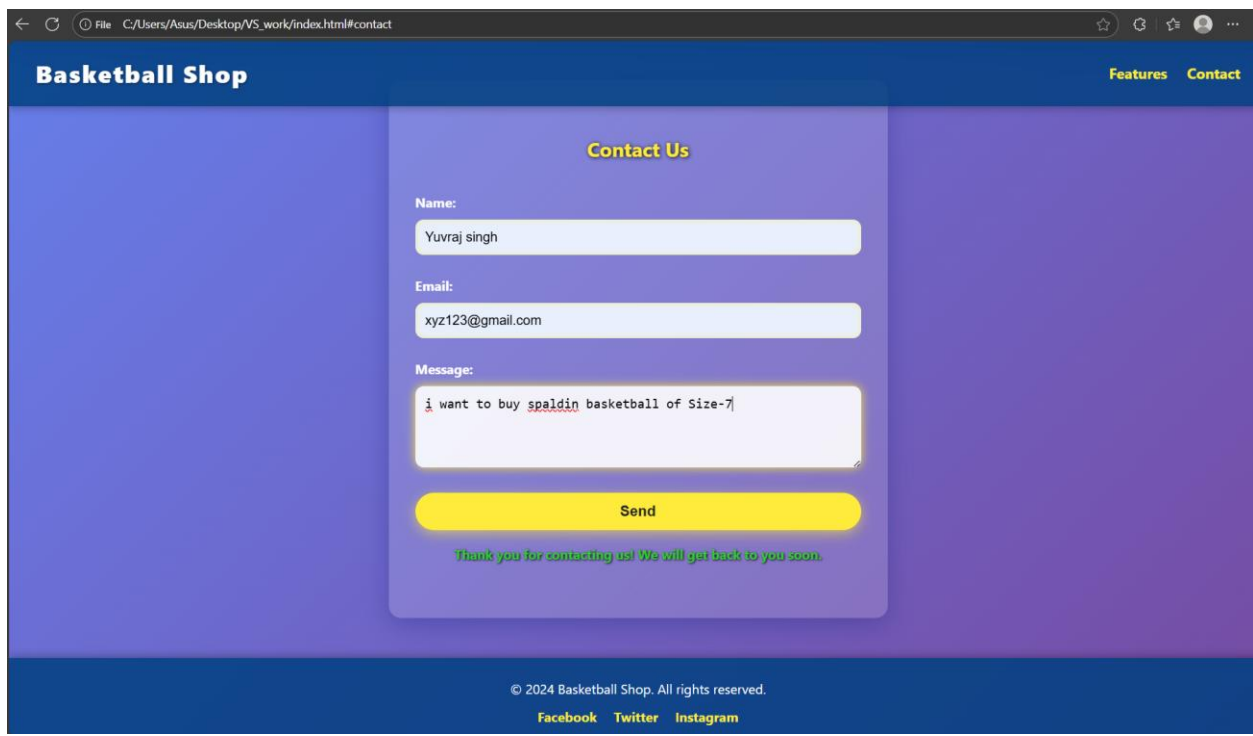 File C:/Users/Asus/Desktop/VS_work/index.html#contact
Basketball Shop
Features Contact
Contact Us
Name:
Yuvraj singh
Email:
xyz123@gmail.com
Message:
i want to buy spaldin basketball of Size-7
Send
Thank you for contacting us! We will get back to you soon.
© 2024 Basketball Shop. All rights reserved.
Facebook Twitter Instagram